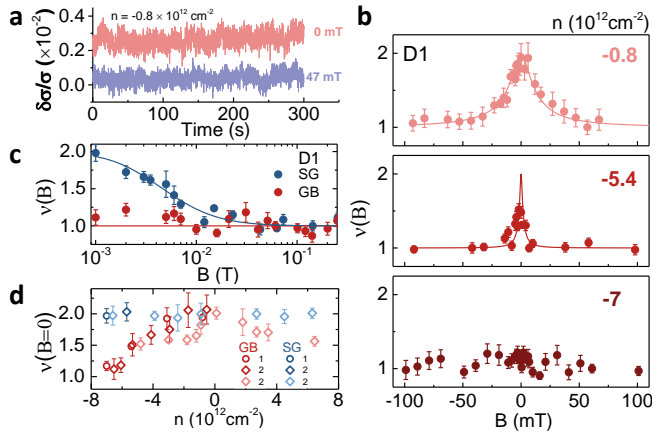 a
n = -0.8 × 10¹² cm⁻²
0.4
0.2
0.0
δσ/σ (×10⁻²)
0 mT
47 mT
0
100
200
300
Time (s)
b
n (10¹²cm⁻²)
D1
-0.8
2
1
-5.4
2
1
ν(B)
-7
2
1
-100
-50
0
50
100
B (mT)
c
D1
SG
GB
2.0
1.5
1.0
ν(B)
10⁻³
10⁻²
10⁻¹
B (T)
d
2.0
1.5
1.0
ν(B=0)
GB SG
1 1
2 2
2 2
-8
-4
0
4
8
n (10¹²cm⁻²)